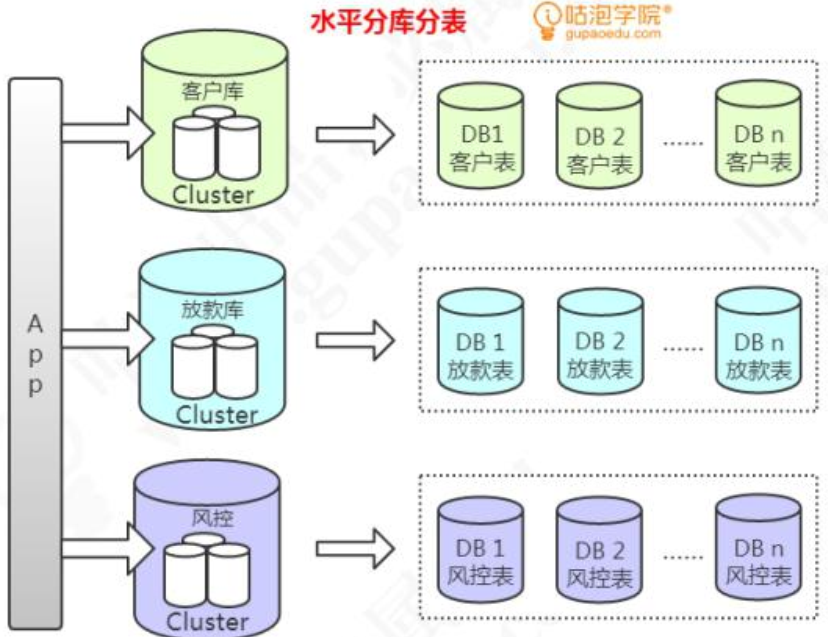 水平分库分表
咕泡学院®
gupaoedu.com
App
客户库
Cluster
DB1
客户表
DB 2
客户表
......
DB n
客户表
放款库
Cluster
DB 1
放款表
DB 2
放款表
......
DB n
放款表
风控
Cluster
DB 1
风控表
DB 2
风控表
......
DB n
风控表